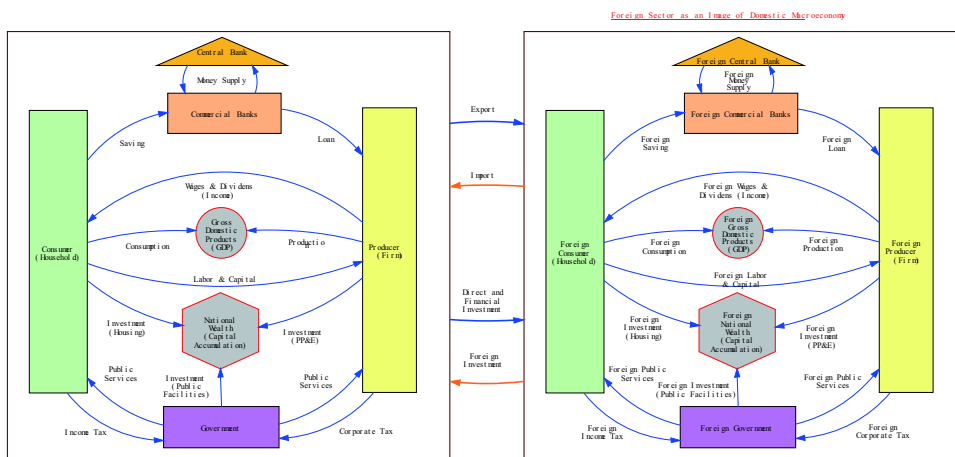 Foreign Sector as an Image of Domestic Macroeconomy
Central Bank
Money Supply
Commercial Banks
Saving
Loan
Wages & Dividens
(Income)
Gross
Domestic
Products
(GDP)
Consumption
Production
Consumer
(Household)
Producer
(Firm)
Labor & Capital
National
Wealth
(Capital
Accumulation)
Investment
(Housing)
Investment
(PP&E)
Public
Services
Investment
(Public
Facilities)
Public
Services
Government
Income Tax
Corporate Tax
Export
Import
Direct and
Financial
Investment
Foreign
Investment
Foreign Central Bank
Foreign
Money
Supply
Foreign Commercial Banks
Foreign
Saving
Foreign
Loan
Foreign Wages &
Dividens (Income)
Foreign
Gross
Domestic
Products
(GDP)
Foreign
Consumption
Foreign
Production
Foreign
Consumer
(Household)
Foreign
Producer
(Firm)
Foreign Labor
& Capital
Foreign
National
Wealth
(Capital
Accumulation)
Foreign
Investment
(Housing)
Foreign
Investment
(PP&E)
Foreign Public
Services
Foreign Investment
(Public Facilities)
Foreign Public
Services
Foreign Government
Foreign
Income Tax
Foreign
Corporate Tax